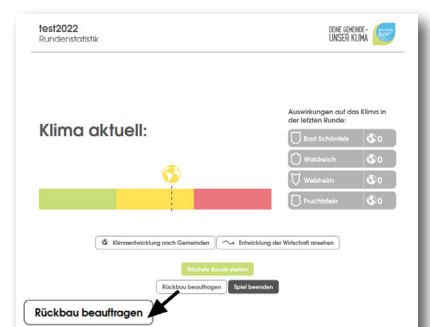 test2022
Rundenstatistik
DEINE GEMEINDE-
UNSER KLIMA
Klima aktuell:
Auswirkungen auf das Klima in
der letzten Runde:
Bad Schönfels 0
Waldreich 0
Webheim 0
Fruchtstein 0
Klimaentwicklung nach Gemeinden
Entwicklung der Wirtschaft ansehen
Nächste Runde starten
Rückbau beauftragen
Spiel beenden
Rückbau beauftragen